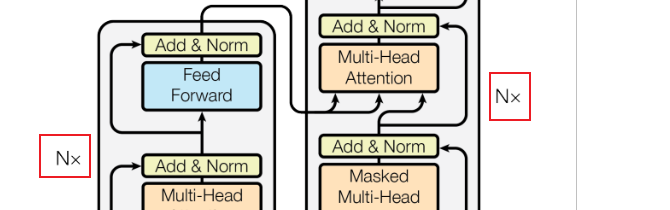 Add & Norm
Feed
Forward
Nx
Add & Norm
Multi-Head
Add & Norm
Multi-Head
Attention
Nx
Add & Norm
Masked
Multi-Head